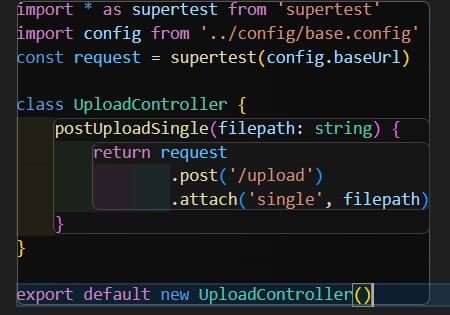 import * as supertest from 'supertest'
import config from '../config/base.config'
const request = supertest(config.baseUrl)
class UploadController {
postUploadSingle(filepath: string) {
return request
.post('/upload')
.attach('single', filepath)
}
}
export default new UploadController()